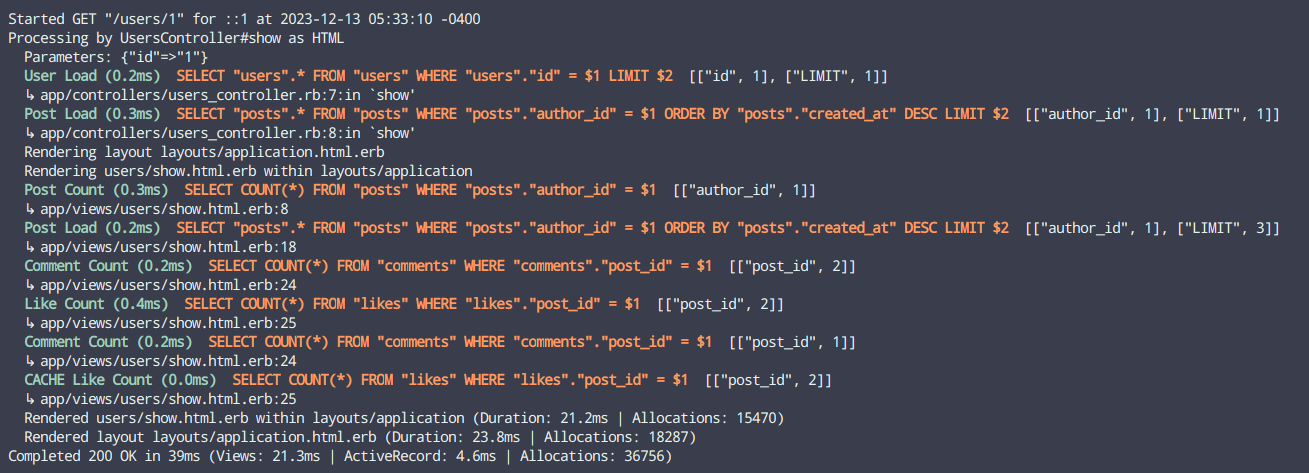 Started GET "/users/1" for ::1 at 2023-12-13 05:33:10 -0400
Processing by UsersController#show as HTML
  Parameters: {"id"=>"1"}
  User Load (0.2ms)  SELECT "users".* FROM "users" WHERE "users"."id" = $1 LIMIT $2  [["id", 1], ["LIMIT", 1]]
  ↳ app/controllers/users_controller.rb:7:in `show'
  Post Load (0.3ms)  SELECT "posts".* FROM "posts" WHERE "posts"."author_id" = $1 ORDER BY "posts"."created_at" DESC LIMIT $2  [["author_id", 1], ["LIMIT", 1]]
  ↳ app/controllers/users_controller.rb:8:in `show'
  Rendering layout layouts/application.html.erb
  Rendering users/show.html.erb within layouts/application
  Post Count (0.3ms)  SELECT COUNT(*) FROM "posts" WHERE "posts"."author_id" = $1  [["author_id", 1]]
  ↳ app/views/users/show.html.erb:8
  Post Load (0.2ms)  SELECT "posts".* FROM "posts" WHERE "posts"."author_id" = $1 ORDER BY "posts"."created_at" DESC LIMIT $2  [["author_id", 1], ["LIMIT", 3]]
  ↳ app/views/users/show.html.erb:18
  Comment Count (0.2ms)  SELECT COUNT(*) FROM "comments" WHERE "comments"."post_id" = $1  [["post_id", 2]]
  ↳ app/views/users/show.html.erb:24
  Like Count (0.4ms)  SELECT COUNT(*) FROM "likes" WHERE "likes"."post_id" = $1  [["post_id", 2]]
  ↳ app/views/users/show.html.erb:25
  Comment Count (0.2ms)  SELECT COUNT(*) FROM "comments" WHERE "comments"."post_id" = $1  [["post_id", 1]]
  ↳ app/views/users/show.html.erb:24
  CACHE Like Count (0.0ms)  SELECT COUNT(*) FROM "likes" WHERE "likes"."post_id" = $1  [["post_id", 2]]
  ↳ app/views/users/show.html.erb:25
  Rendered users/show.html.erb within layouts/application (Duration: 21.2ms | Allocations: 15470)
  Rendered layout layouts/application.html.erb (Duration: 23.8ms | Allocations: 18287)
Completed 200 OK in 39ms (Views: 21.3ms | ActiveRecord: 4.6ms | Allocations: 36756)